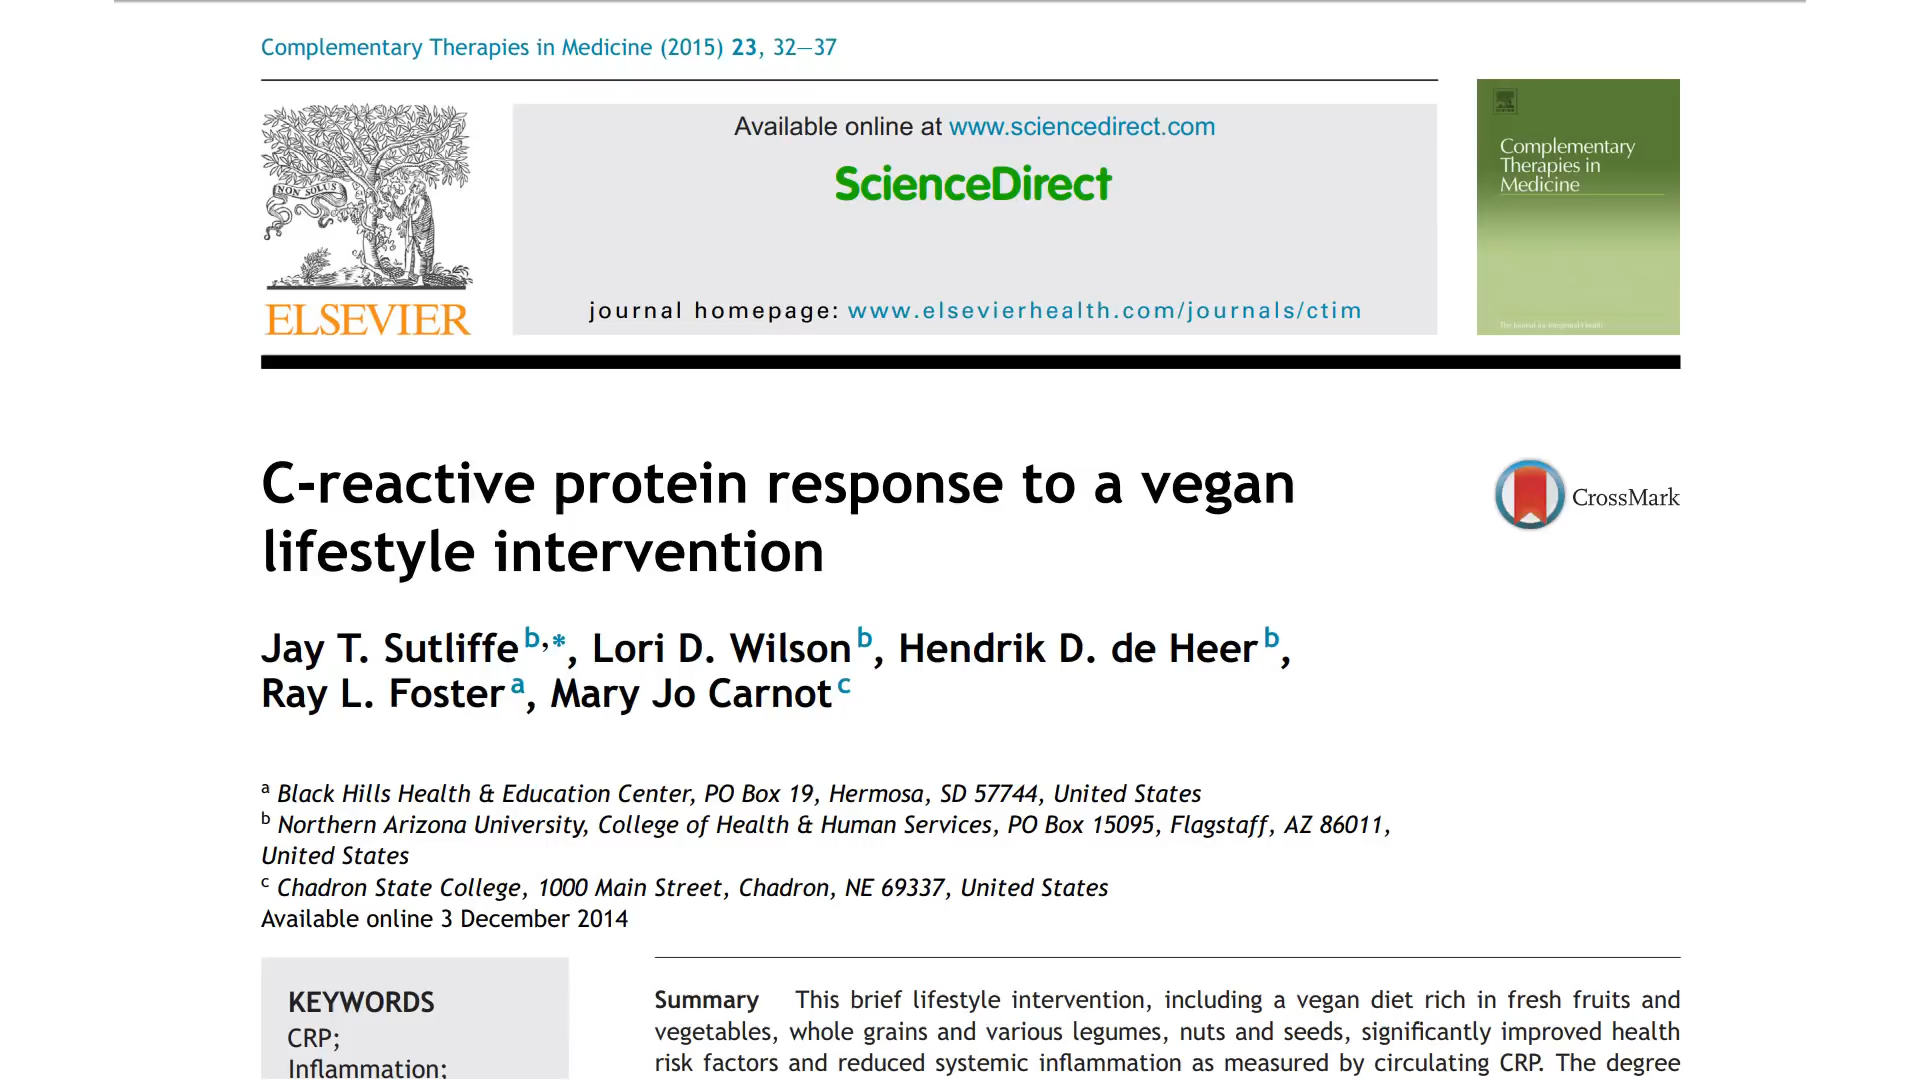 Complementary Therapies in Medicine (2015) 23, 32—37
NON SOLUS
ELSEVIER
Available online at www.sciencedirect.com
ScienceDirect
journal homepage: www.elsevierhealth.com/journals/ctim
Complementary
Therapies in
Medicine
C-reactive protein response to a vegan
lifestyle intervention
CrossMark
Jay T. Sutliffe b,*, Lori D. Wilson b, Hendrik D. de Heer b,
Ray L. Foster a, Mary Jo Carnot c
a Black Hills Health & Education Center, PO Box 19, Hermosa, SD 57744, United States
b Northern Arizona University, College of Health & Human Services, PO Box 15095, Flagstaff, AZ 86011,
United States
c Chadron State College, 1000 Main Street, Chadron, NE 69337, United States
Available online 3 December 2014
KEYWORDS
CRP;
Inflammation;
Summary This brief lifestyle intervention, including a vegan diet rich in fresh fruits and
vegetables, whole grains and various legumes, nuts and seeds, significantly improved health
risk factors and reduced systemic inflammation as measured by circulating CRP. The degree